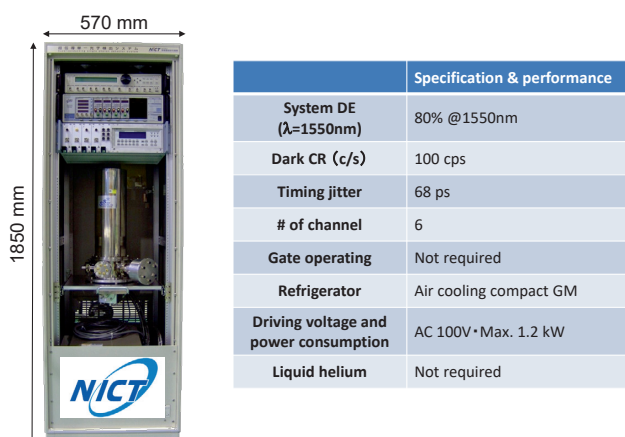 570 mm
NICT
1850 mm
NICT
Specification & performance
System DE
(λ=1550nm)
80% @1550nm
Dark CR (c/s)
100 cps
Timing jitter
68 ps
# of channel
6
Gate operating
Not required
Refrigerator
Air cooling compact GM
Driving voltage and
power consumption
AC 100V・Max. 1.2 kW
Liquid helium
Not required